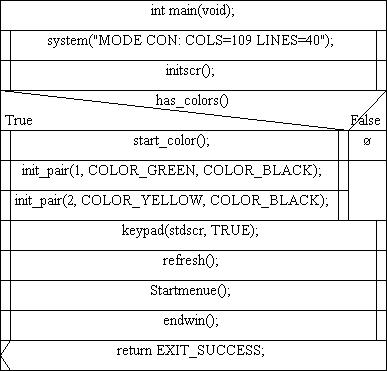 int main(void);
system("MODE CON: COLS=109 LINES=40");
initscr();
has_colors()
True
False
start_color();
ø
init_pair(1, COLOR_GREEN, COLOR_BLACK);
init_pair(2, COLOR_YELLOW, COLOR_BLACK);
keypad(stdscr, TRUE);
refresh();
Startmenue();
endwin();
return EXIT_SUCCESS;